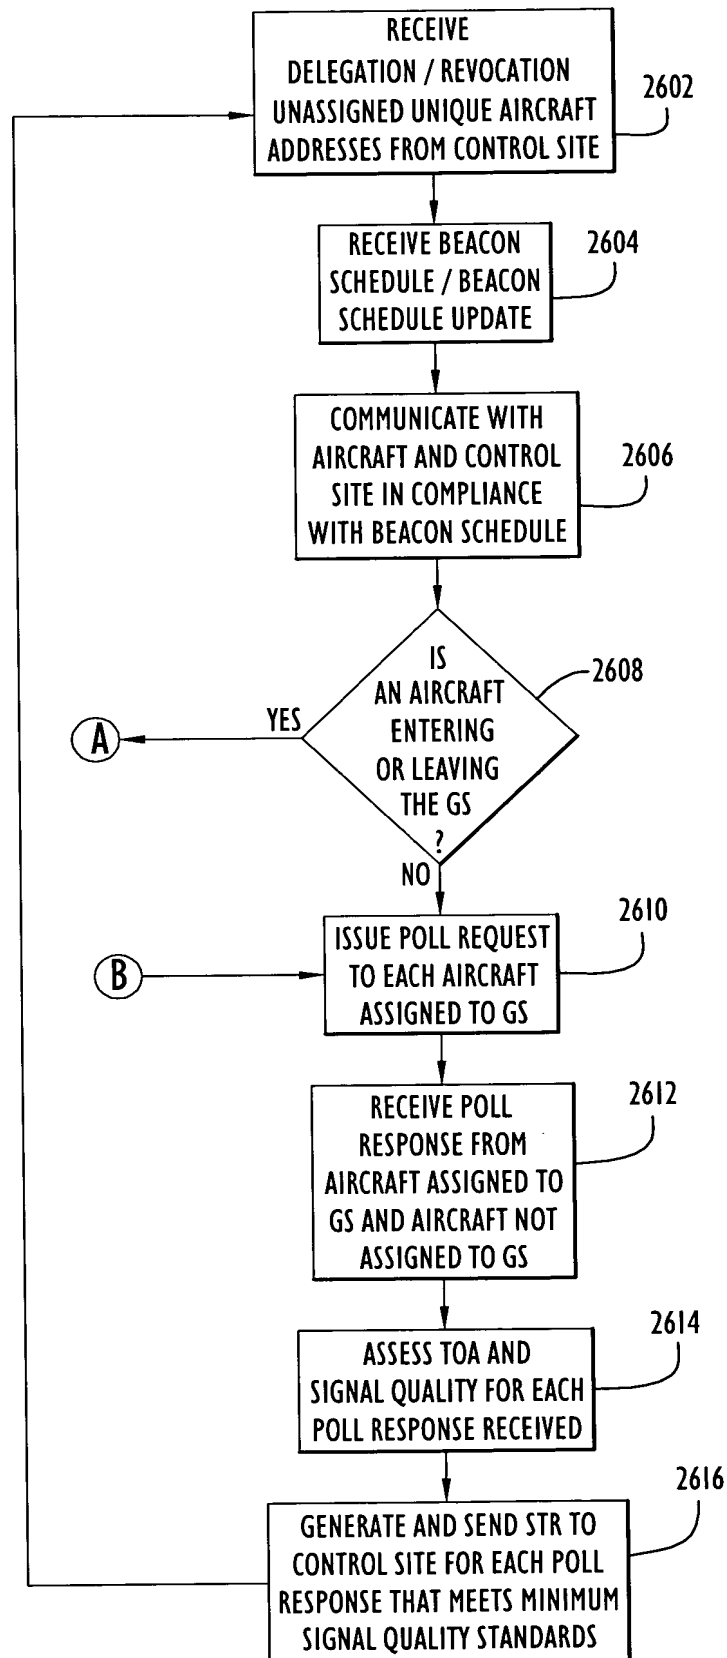 RECEIVE
DELEGATION / REVOCATION
UNASSIGNED UNIQUE AIRCRAFT
ADDRESSES FROM CONTROL SITE
2602
RECEIVE BEACON
SCHEDULE / BEACON
SCHEDULE UPDATE
2604
COMMUNICATE WITH
AIRCRAFT AND CONTROL
SITE IN COMPLIANCE
WITH BEACON SCHEDULE
2606
IS
AN AIRCRAFT
ENTERING
OR LEAVING
THE GS
?
2608
YES
A
NO
B
ISSUE POLL REQUEST
TO EACH AIRCRAFT
ASSIGNED TO GS
2610
RECEIVE POLL
RESPONSE FROM
AIRCRAFT ASSIGNED TO
GS AND AIRCRAFT NOT
ASSIGNED TO GS
2612
ASSESS TOA AND
SIGNAL QUALITY FOR EACH
POLL RESPONSE RECEIVED
2614
GENERATE AND SEND STR TO
CONTROL SITE FOR EACH POLL
RESPONSE THAT MEETS MINIMUM
SIGNAL QUALITY STANDARDS
2616